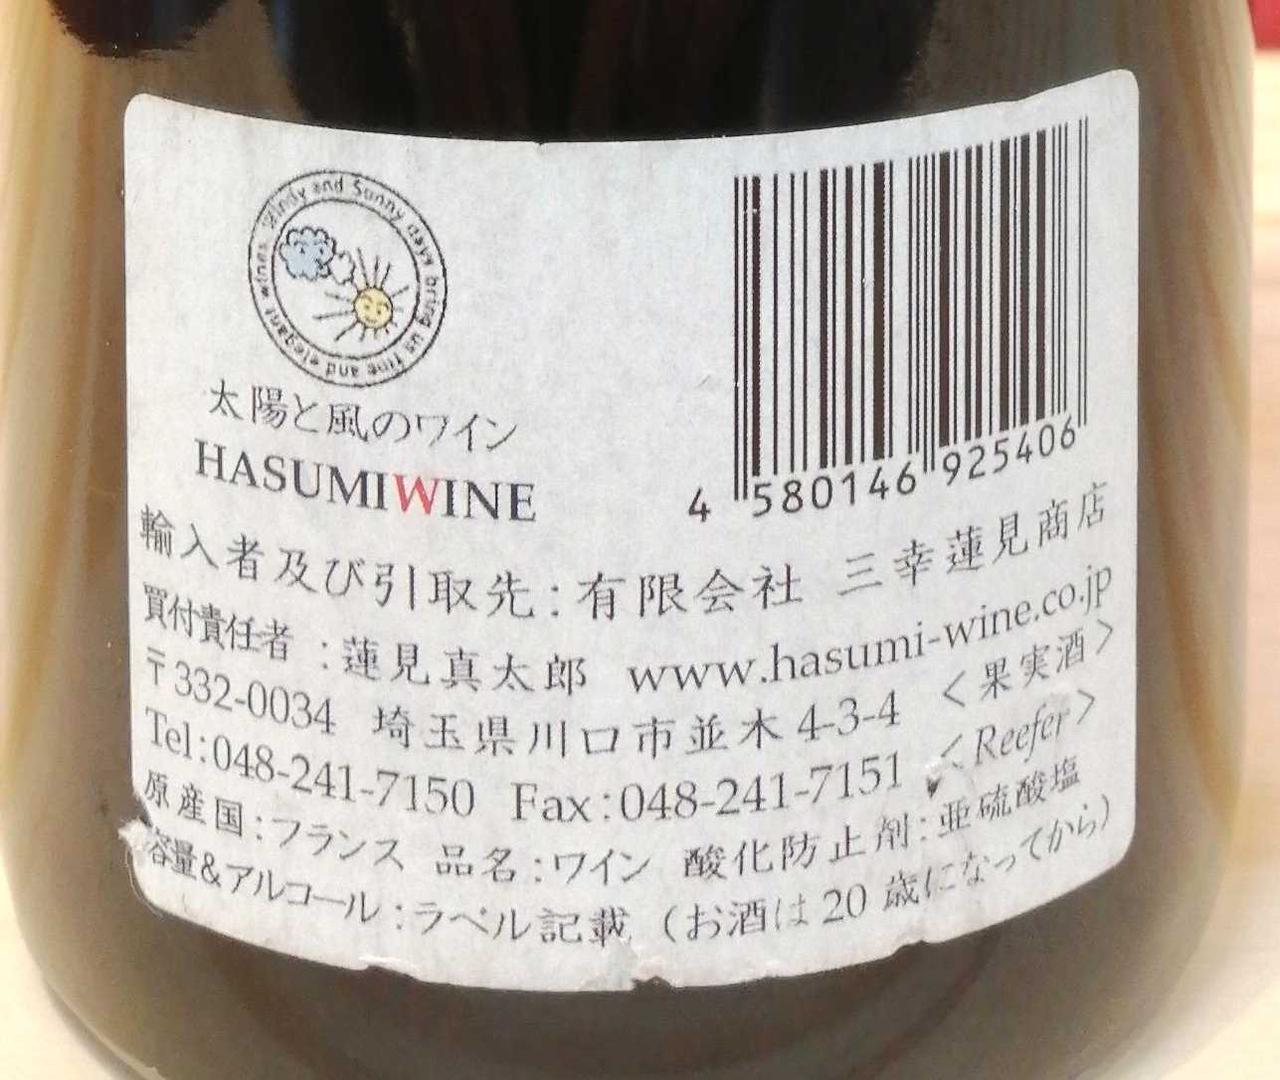 Windy and Sunny days bring us fine and elegant wines.
太陽と風のワイン
HASUMIWINE
4 580146 925406
輸入者及び引取先:有限会社 三幸蓮見商店
買付責任者:蓮見真太郎 www.hasumi-wine.co.jp
〒332-0034 埼玉県川口市並木4-3-4 <果実酒>
Tel:048-241-7150 Fax:048-241-7151 <Reefer>
原産国:フランス 品名:ワイン 酸化防止剤:亜硫酸塩
容量&アルコール:ラベル記載 (お酒は20歳になってから)